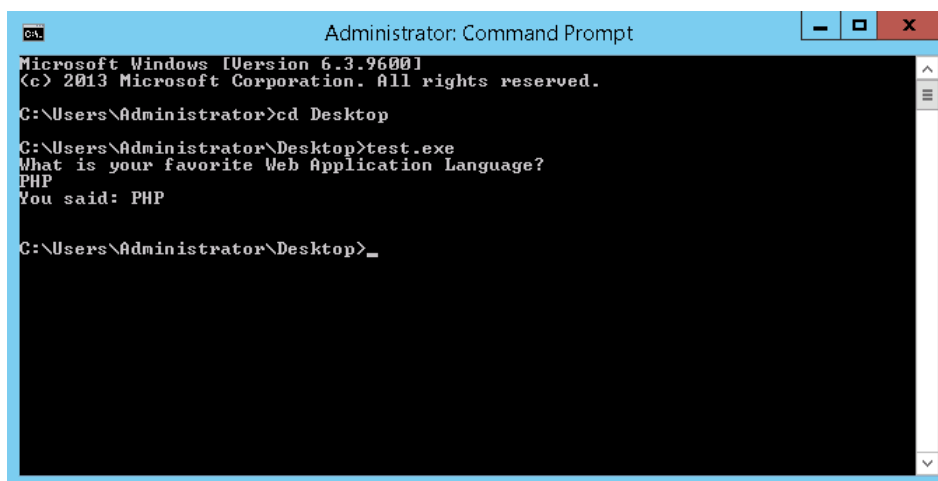 Administrator: Command Prompt
Microsoft Windows [Version 6.3.9600]
(c) 2013 Microsoft Corporation. All rights reserved.
C:\Users\Administrator>cd Desktop
C:\Users\Administrator\Desktop>test.exe
What is your favorite Web Application Language?
PHP
You said: PHP
C:\Users\Administrator\Desktop>_